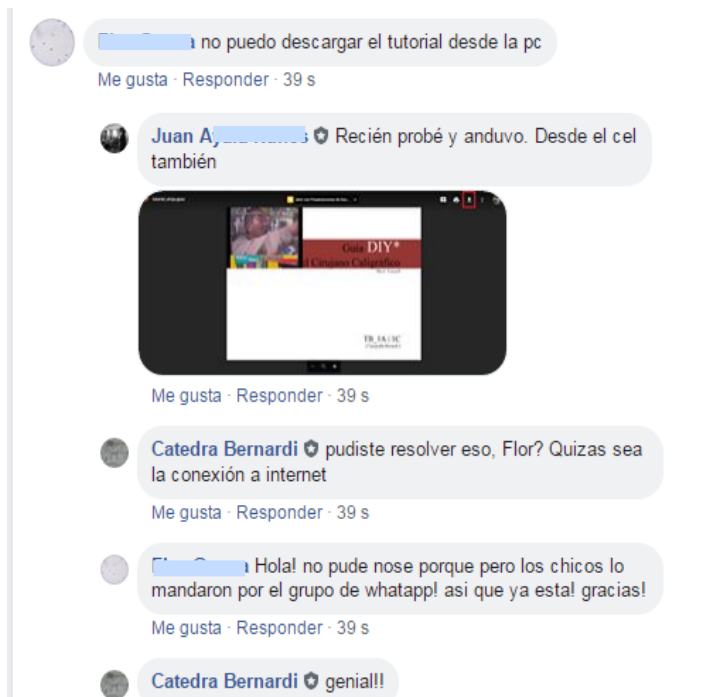 no puedo descargar el tutorial desde la pc
Me gusta · Responder · 39 s
Juan Recién probé y anduvo. Desde el cel
también
Guía DIY*
el Cirujano Caligráfico
Me gusta · Responder · 39 s
Catedra Bernardi pudiste resolver eso, Flor? Quizas sea
la conexión a internet
Me gusta · Responder · 39 s
Hola! no pude nose porque pero los chicos lo
mandaron por el grupo de whatapp! asi que ya esta! gracias!
Me gusta · Responder · 39 s
Catedra Bernardi genial!!